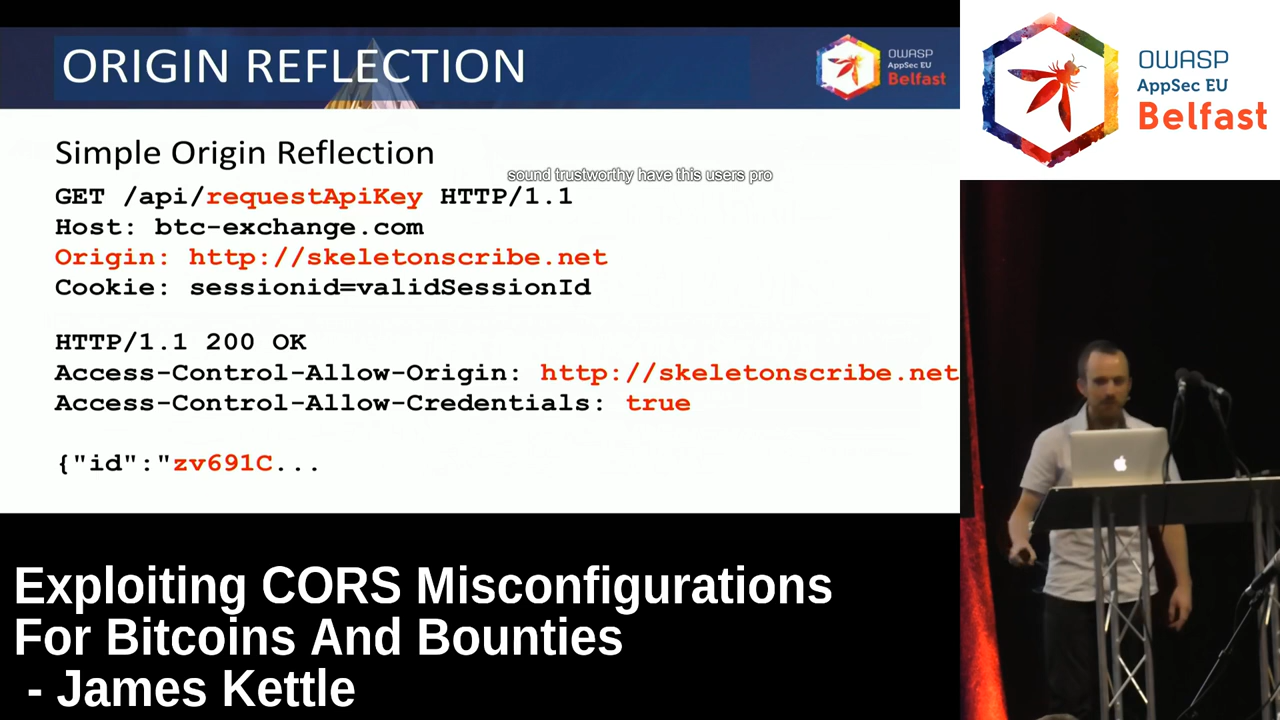 ORIGIN REFLECTION
OWASP
AppSec EU
Belfast
OWASP
AppSec EU
Belfast
Simple Origin Reflection
sound trustworthy have this users pro
GET /api/requestApiKey HTTP/1.1
Host: btc-exchange.com
Origin: http://skeletonscribe.net
Cookie: sessionid=validSessionId
HTTP/1.1 200 OK
Access-Control-Allow-Origin: http://skeletonscribe.net
Access-Control-Allow-Credentials: true
{"id":"zv691C...
Exploiting CORS Misconfigurations
For Bitcoins And Bounties
- James Kettle